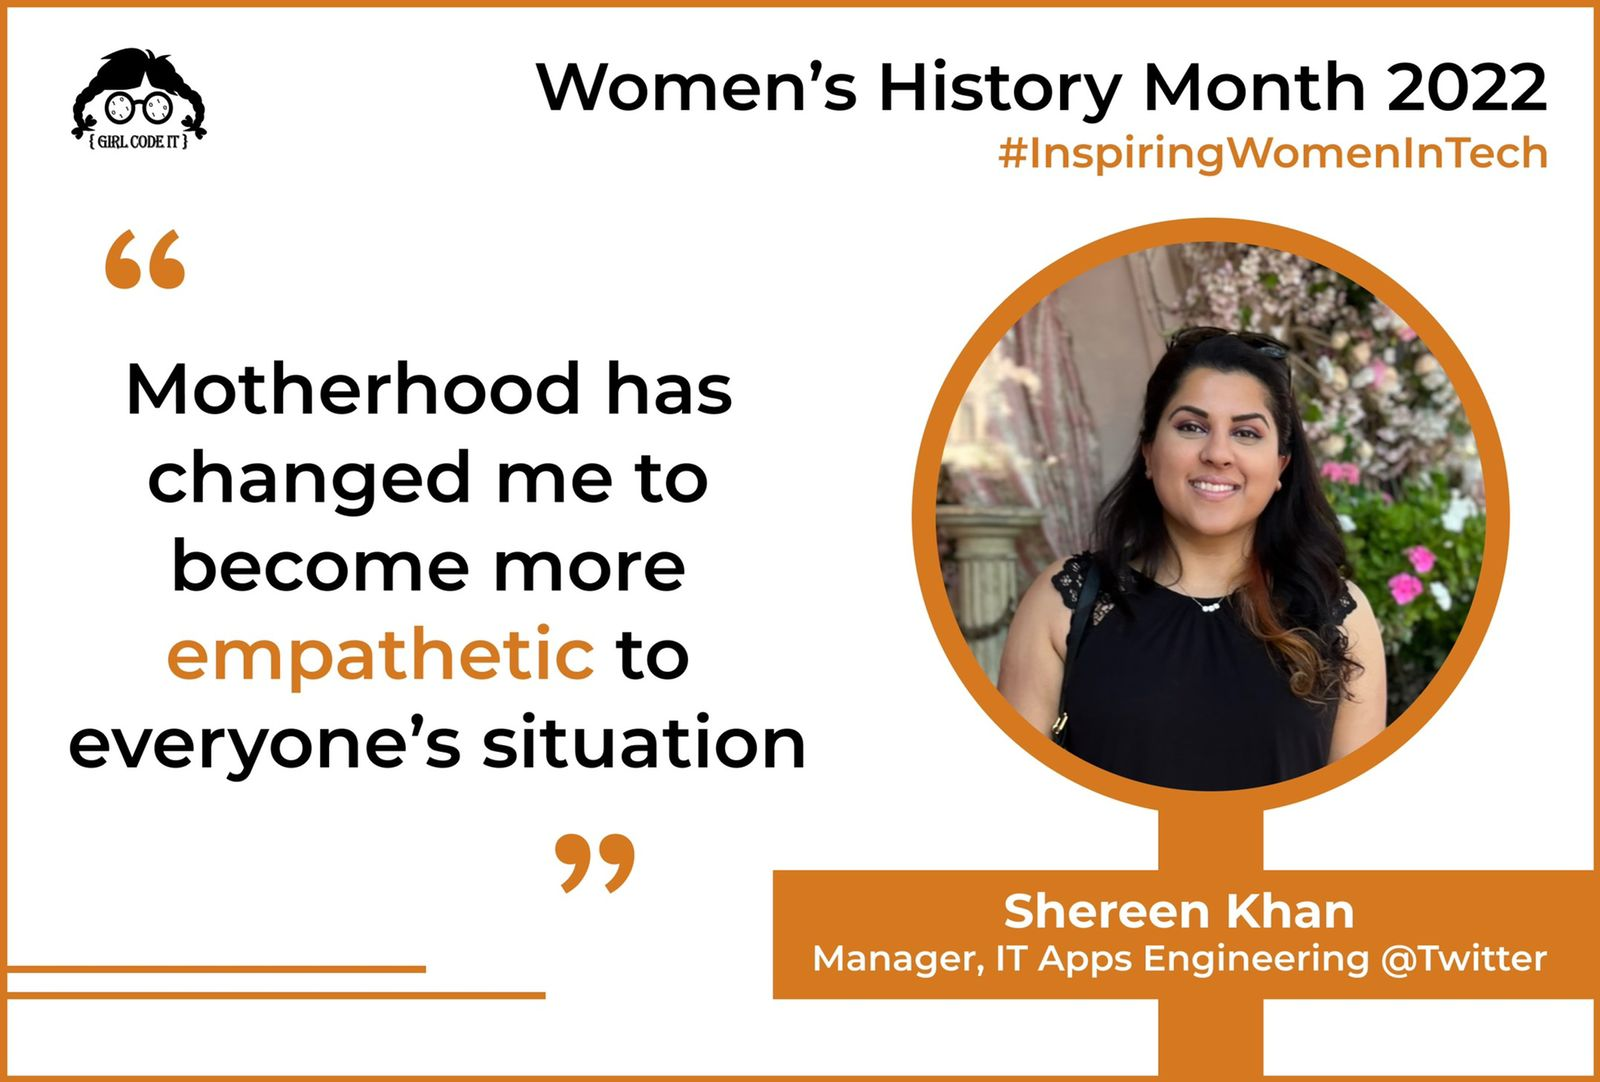 { GIRL CODE IT }
Women’s History Month 2022
#InspiringWomenInTech
“
Motherhood has
changed me to
become more
empathetic to
everyone’s situation
”
Shereen Khan
Manager, IT Apps Engineering @Twitter